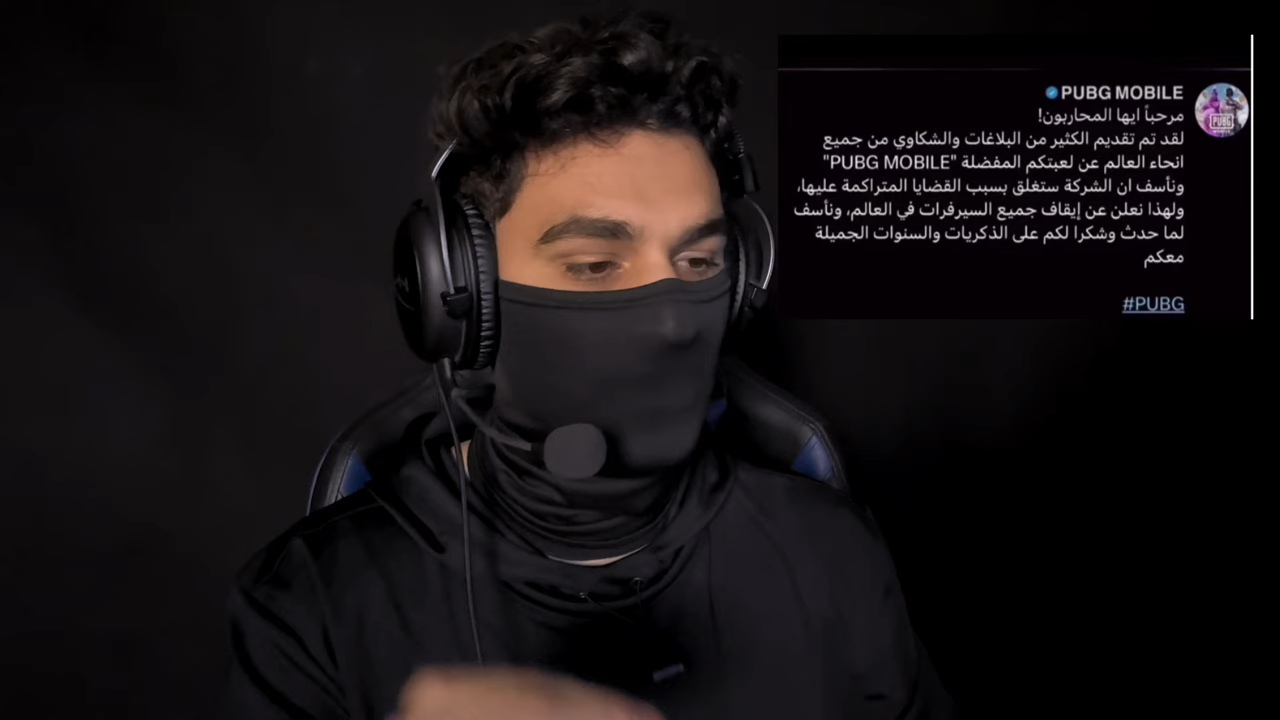 PUBG MOBILE
مرحباً ايها المحاربون!
لقد تم تقديم الكثير من البلاغات والشكاوي من جميع
انحاء العالم عن لعبتكم المفضلة "PUBG MOBILE"
ونأسف ان الشركة ستغلق بسبب القضايا المتراكمة عليها،
ولهذا نعلن عن إيقاف جميع السيرفرات في العالم، ونأسف
لما حدث وشكرا لكم على الذكريات والسنوات الجميلة
معكم
#PUBG
PUBG